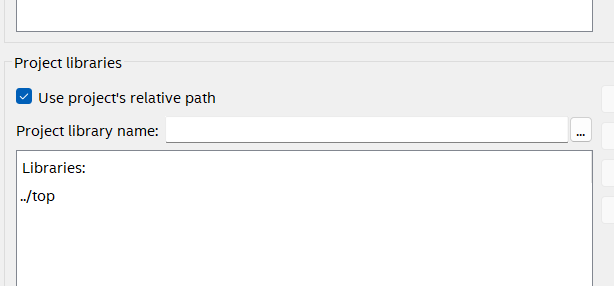 Project libraries
Use project's relative path
Project library name:
...
Libraries:
../top